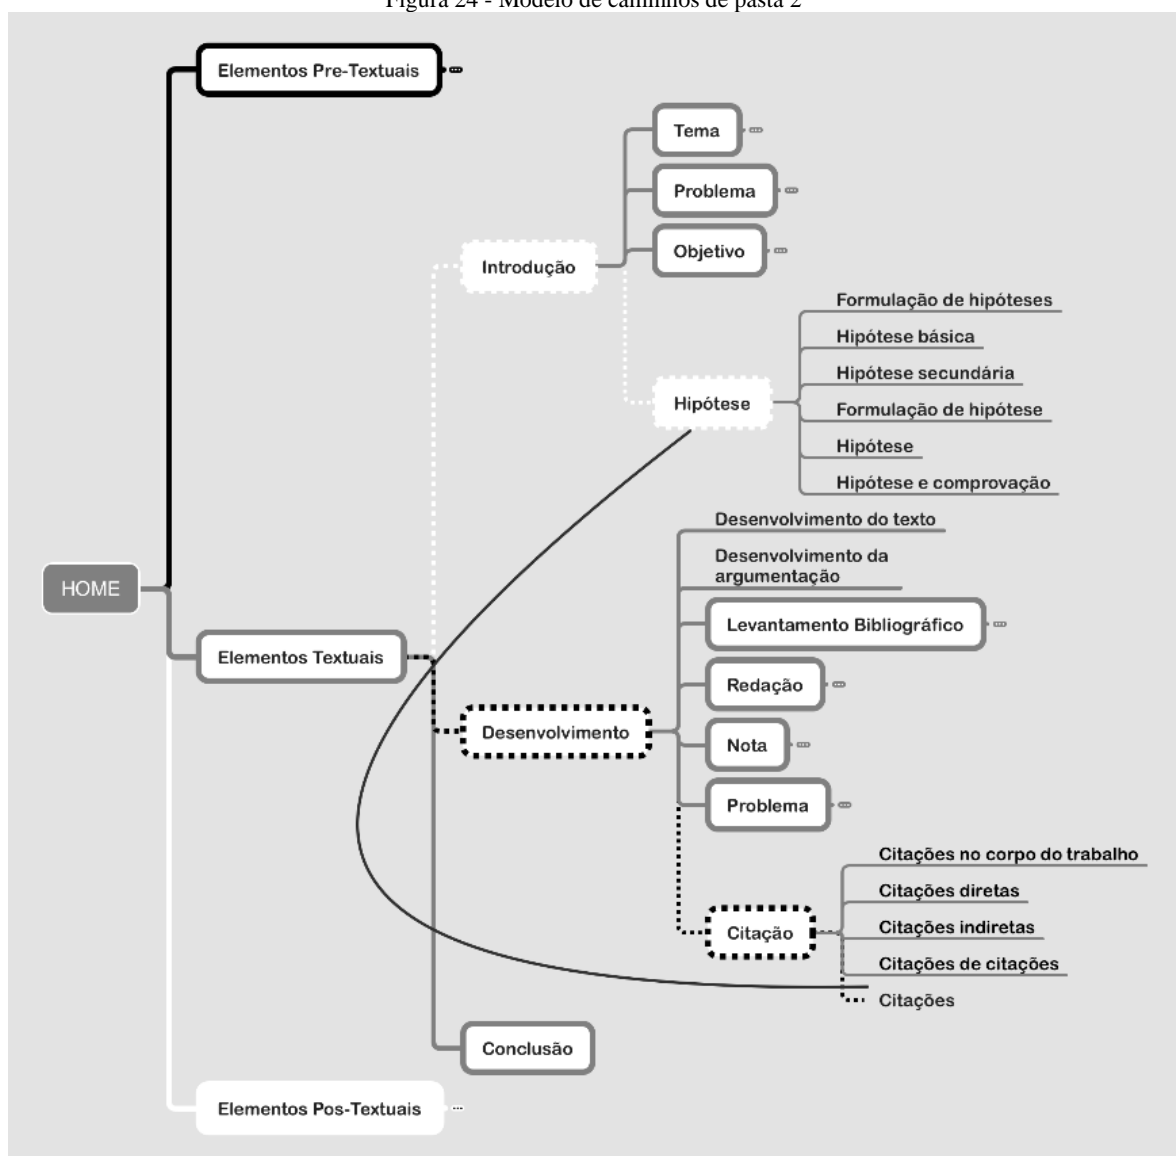 Figura 24 - Modelo de caminhos de pasta 2
Elementos Pre-Textuais
Tema
Problema
Objetivo
Introdução
Formulação de hipóteses
Hipótese básica
Hipótese secundária
Hipótese
Formulação de hipótese
Hipótese
Hipótese e comprovação
Desenvolvimento do texto
Desenvolvimento da
argumentação
HOME
Levantamento Bibliográfico
Elementos Textuais
Redação
Desenvolvimento
Nota
Problema
Citações no corpo do trabalho
Citações diretas
Citação
Citações indiretas
Citações de citações
Citações
Conclusão
Elementos Pos-Textuais